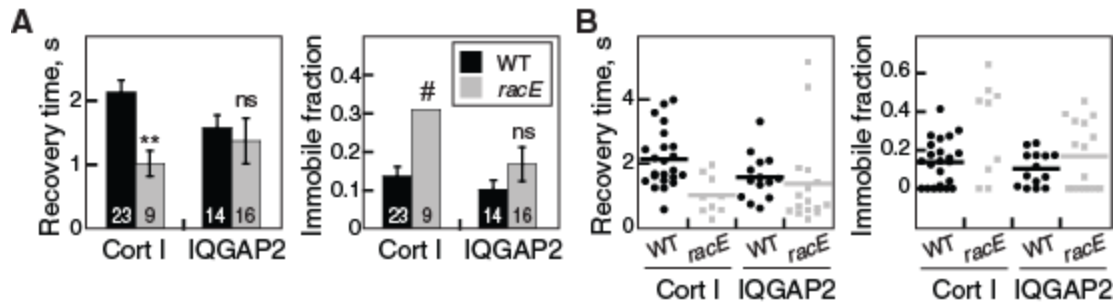 A
Recovery time, s
2
1
0
**
ns
23
9
14
16
Cort I
IQGAP2
Immobile fraction
0.4
0.3
0.2
0.1
0
WT
racE
#
ns
23
9
14
16
Cort I
IQGAP2
B
Recovery time, s
4
2
0
WT
racE
WT
racE
Cort I
IQGAP2
Immobile fraction
0.6
0.4
0.2
0
WT
racE
WT
racE
Cort I
IQGAP2